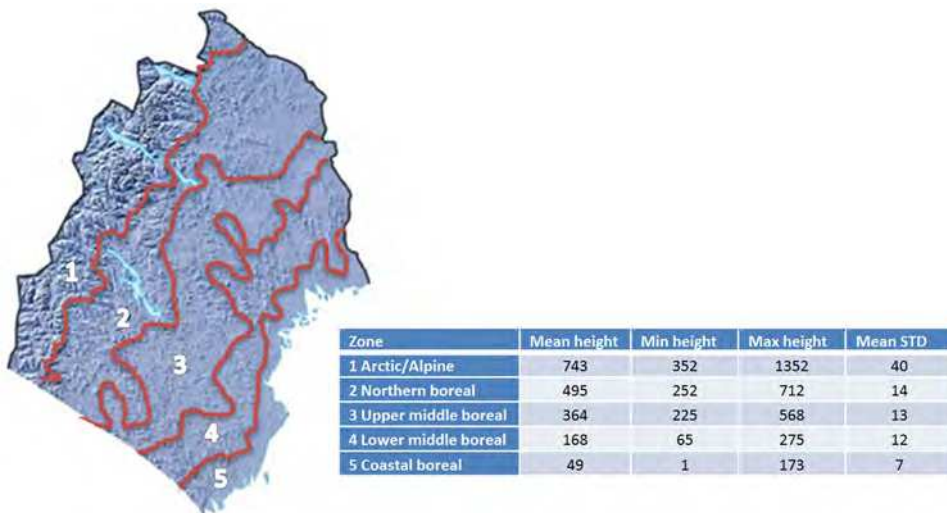 1
2
3
4
5
Zone Mean height Min height Max height Mean STD
1 Arctic/Alpine 743 352 1352 40
2 Northern boreal 495 252 712 14
3 Upper middle boreal 364 225 568 13
4 Lower middle boreal 168 65 275 12
5 Coastal boreal 49 1 173 7